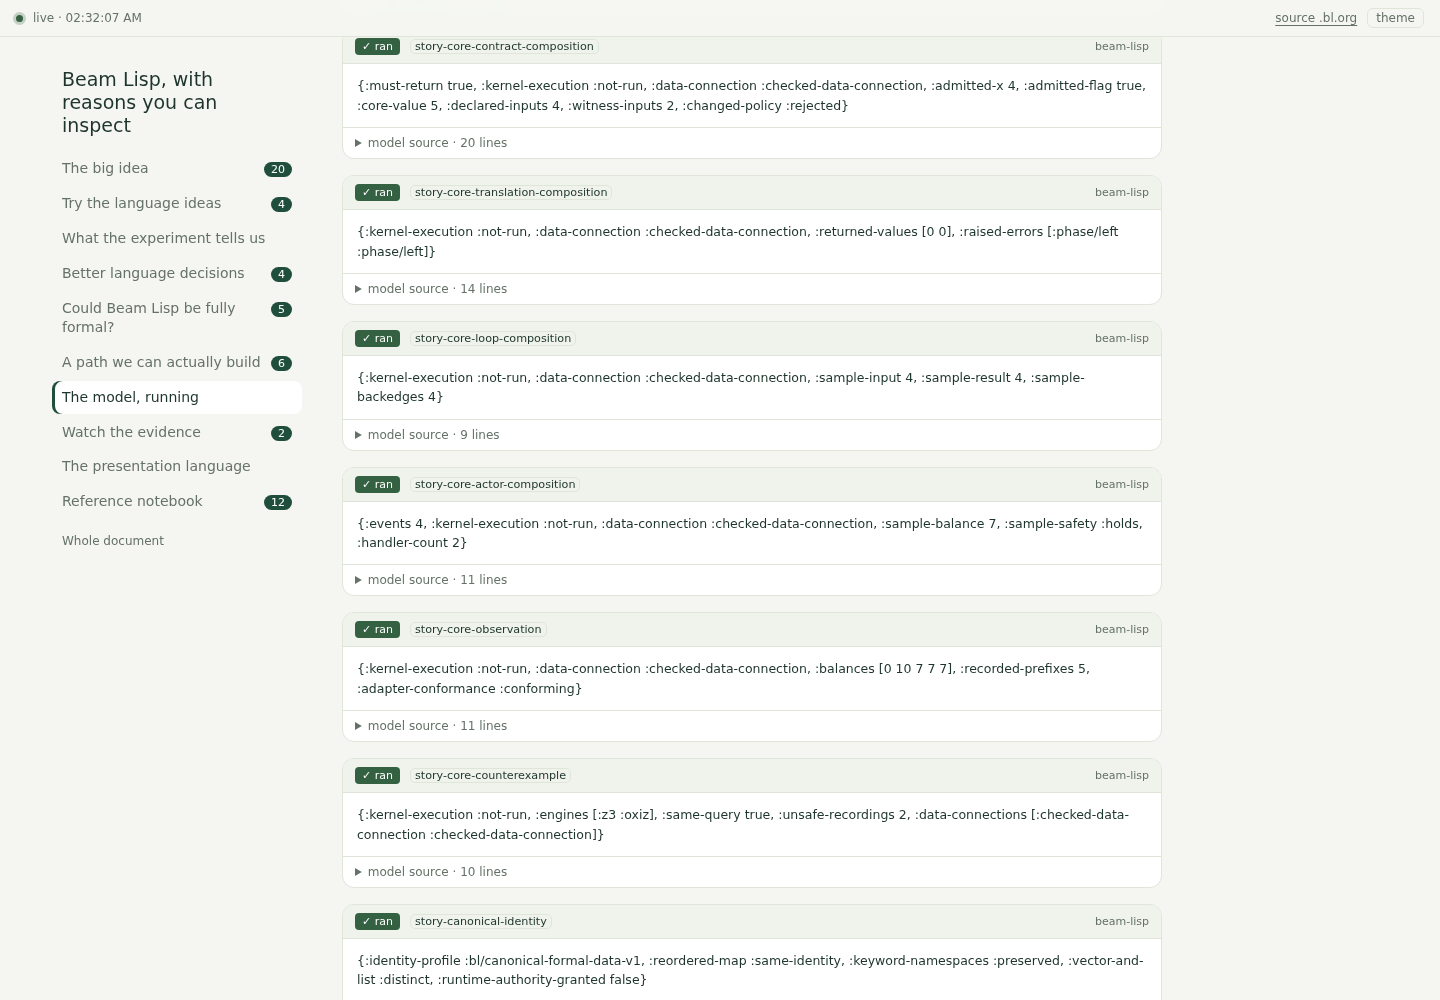 live · 02:32:07 AM
source .bl.org
theme
Beam Lisp, with
reasons you can
inspect
The big idea 20
Try the language ideas 4
What the experiment tells us
Better language decisions 4
Could Beam Lisp be fully 5
formal?
A path we can actually build 6
The model, running
Watch the evidence 2
The presentation language
Reference notebook 12
Whole document
✓ ran story-core-contract-composition beam-lisp
{:must-return true, :kernel-execution :not-run, :data-connection :checked-data-connection, :admitted-x 4, :admitted-flag true,
:core-value 5, :declared-inputs 4, :witness-inputs 2, :changed-policy :rejected}
▶ model source · 20 lines
✓ ran story-core-translation-composition beam-lisp
{:kernel-execution :not-run, :data-connection :checked-data-connection, :returned-values [0 0], :raised-errors [:phase/left
:phase/left]}
▶ model source · 14 lines
✓ ran story-core-loop-composition beam-lisp
{:kernel-execution :not-run, :data-connection :checked-data-connection, :sample-input 4, :sample-result 4, :sample-
backedges 4}
▶ model source · 9 lines
✓ ran story-core-actor-composition beam-lisp
{:events 4, :kernel-execution :not-run, :data-connection :checked-data-connection, :sample-balance 7, :sample-safety :holds,
:handler-count 2}
▶ model source · 11 lines
✓ ran story-core-observation beam-lisp
{:kernel-execution :not-run, :data-connection :checked-data-connection, :balances [0 10 7 7 7], :recorded-prefixes 5,
:adapter-conformance :conforming}
▶ model source · 11 lines
✓ ran story-core-counterexample beam-lisp
{:kernel-execution :not-run, :engines [:z3 :oxiz], :same-query true, :unsafe-recordings 2, :data-connections [:checked-data-
connection :checked-data-connection]}
▶ model source · 10 lines
✓ ran story-canonical-identity beam-lisp
{:identity-profile :bl/canonical-formal-data-v1, :reordered-map :same-identity, :keyword-namespaces :preserved, :vector-and-
list :distinct, :runtime-authority-granted false}